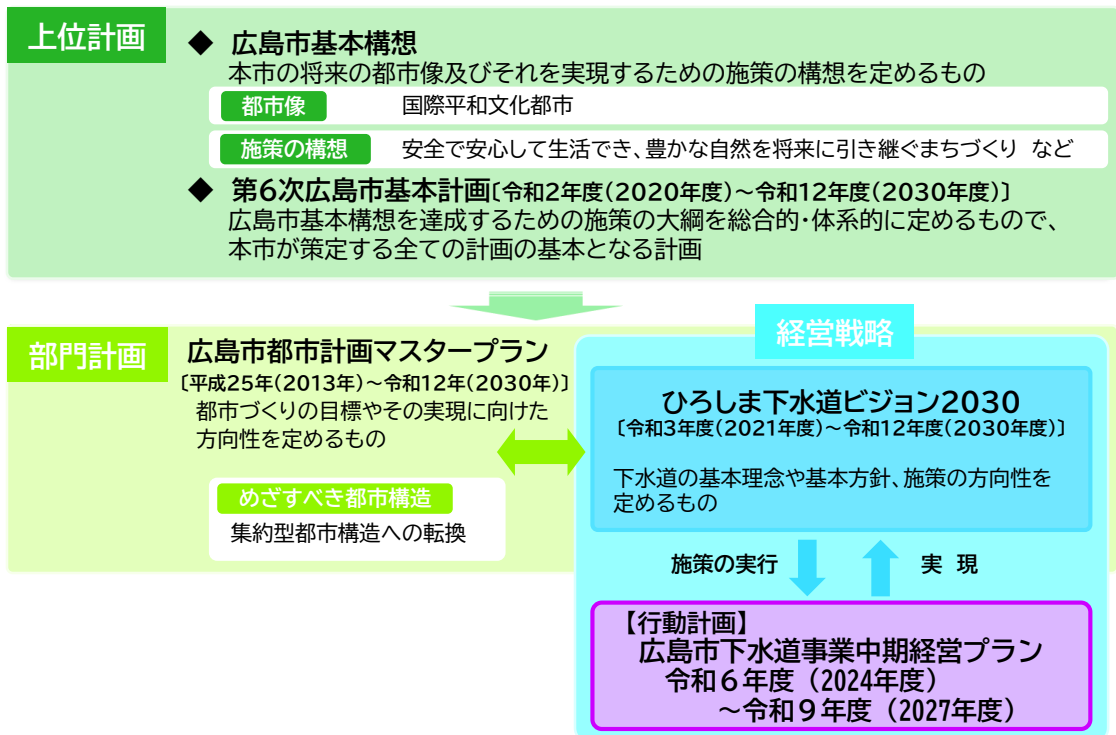 上位計画
◆ 広島市基本構想
本市の将来の都市像及びそれを実現するための施策の構想を定めるもの
都市像 国際平和文化都市
施策の構想 安全で安心して生活でき、豊かな自然を将来に引き継ぐまちづくり など
◆ 第6次広島市基本計画〔令和2年度(2020年度)～令和12年度(2030年度)〕
広島市基本構想を達成するための施策の大綱を総合的・体系的に定めるもので、
本市が策定する全ての計画の基本となる計画
部門計画
広島市都市計画マスタープラン
〔平成25年(2013年)～令和12年(2030年)〕
都市づくりの目標やその実現に向けた
方向性を定めるもの
めざすべき都市構造
集約型都市構造への転換
経営戦略
ひろしま下水道ビジョン2030
〔令和3年度(2021年度)～令和12年度(2030年度)〕
下水道の基本理念や基本方針、施策の方向性を
定めるもの
施策の実行 実 現
【行動計画】
広島市下水道事業中期経営プラン
令和６年度（2024年度）
～令和９年度（2027年度）